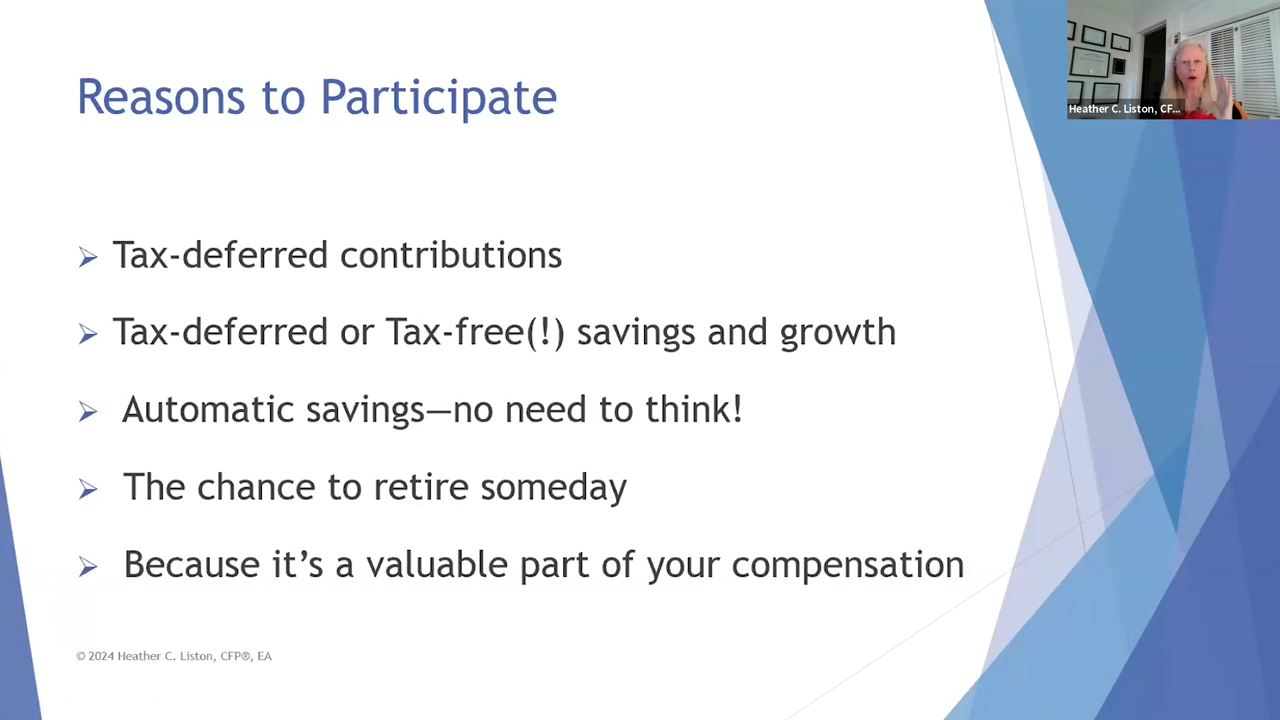 Reasons to Participate
Heather C. Liston, CF...
Tax-deferred contributions
Tax-deferred or Tax-free(!) savings and growth
Automatic savings—no need to think!
The chance to retire someday
Because it’s a valuable part of your compensation
© 2024 Heather C. Liston, CFP®, EA